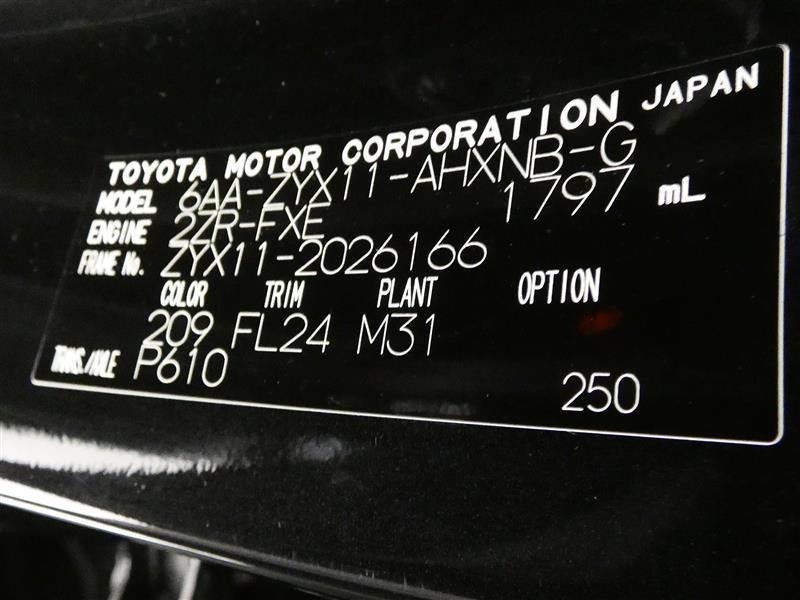 TOYOTA MOTOR CORPORATION JAPAN
MODEL 6AA-ZYX11-AHXNB-G
ENGINE 2ZR-FXE 1797 mL
FRAME No. ZYX11-2026166
COLOR TRIM PLANT OPTION
209 FL24 M31
TRANS./AXLE P610
250